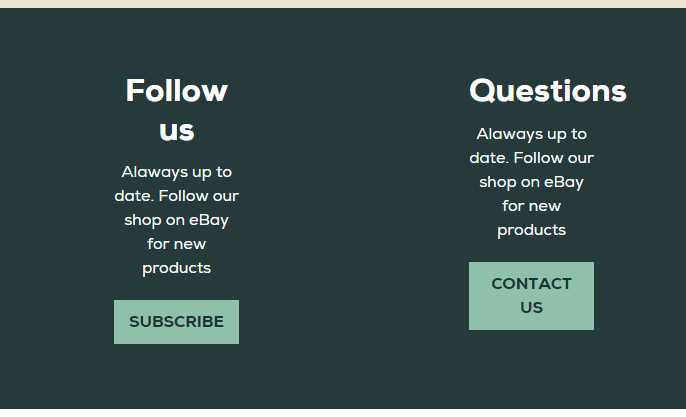 Follow
us
Alaways up to
date. Follow our
shop on eBay
for new
products
SUBSCRIBE
Questions
Alaways up to
date. Follow our
shop on eBay
for new
products
CONTACT
US